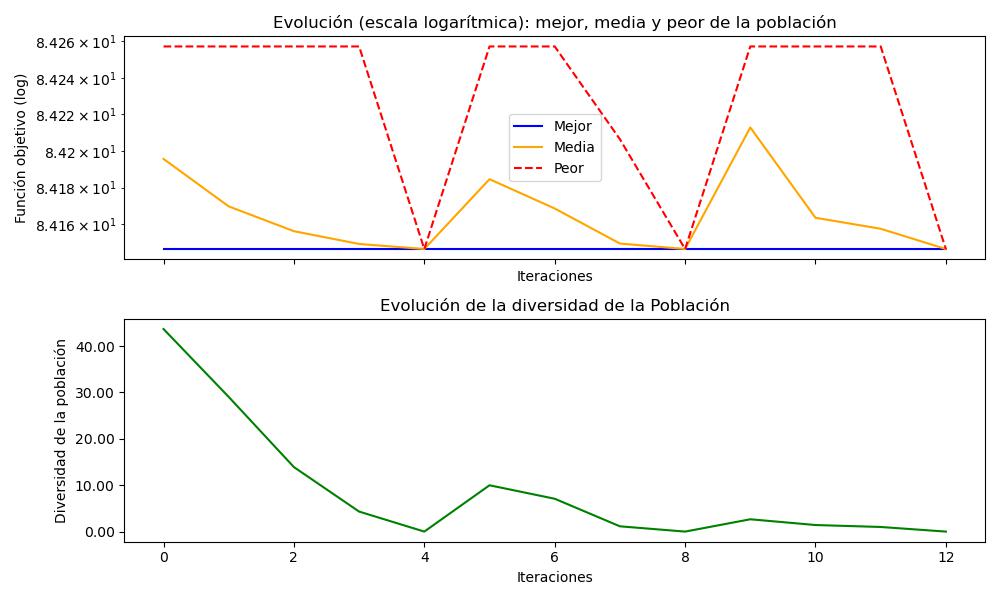 Evolución (escala logarítmica): mejor, media y peor de la población
Función objetivo (log)
8.426 × 10¹
8.424 × 10¹
8.422 × 10¹
8.42 × 10¹
8.418 × 10¹
8.416 × 10¹
Mejor
Media
Peor
Iteraciones
Evolución de la diversidad de la Población
Diversidad de la población
40.00
30.00
20.00
10.00
0.00
0 2 4 6 8 10 12
Iteraciones